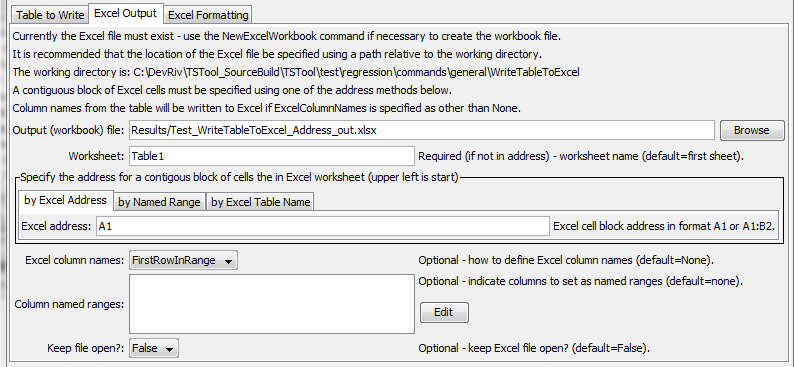 Table to Write Excel Output Excel Formatting
Currently the Excel file must exist - use the NewExcelWorkbook command if necessary to create the workbook file.
It is recommended that the location of the Excel file be specified using a path relative to the working directory.
The working directory is: C:\DevRiv\TSTool_SourceBuild\TSTool\test\regression\commands\general\WriteTableToExcel
A contiguous block of Excel cells must be specified using one of the address methods below.
Column names from the table will be written to Excel if ExcelColumnNames is specified as other than None.
Output (workbook) file: Results/Test_WriteTableToExcel_Address_out.xlsx Browse
Worksheet: Table1 Required (if not in address) - worksheet name (default=first sheet).
Specify the address for a contigous block of cells the in Excel worksheet (upper left is start)
by Excel Address by Named Range by Excel Table Name
Excel address: A1 Excel cell block address in format A1 or A1:B2.
Excel column names: FirstRowInRange Optional - how to define Excel column names (default=None).
Optional - indicate columns to set as named ranges (default=none).
Column named ranges: Edit
Keep file open?: False Optional - keep Excel file open? (default=False).